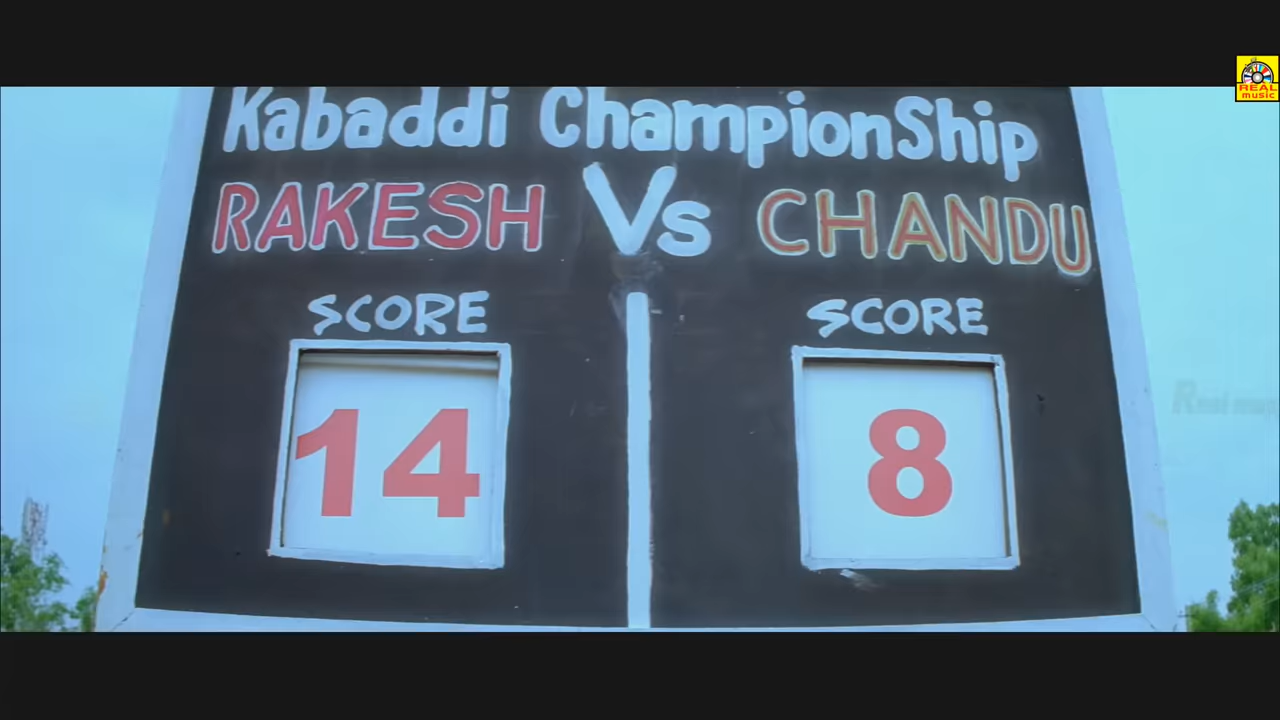 REAL
music
Kabaddi ChampionShip
RAKESH Vs CHANDU
SCORE SCORE
14 8